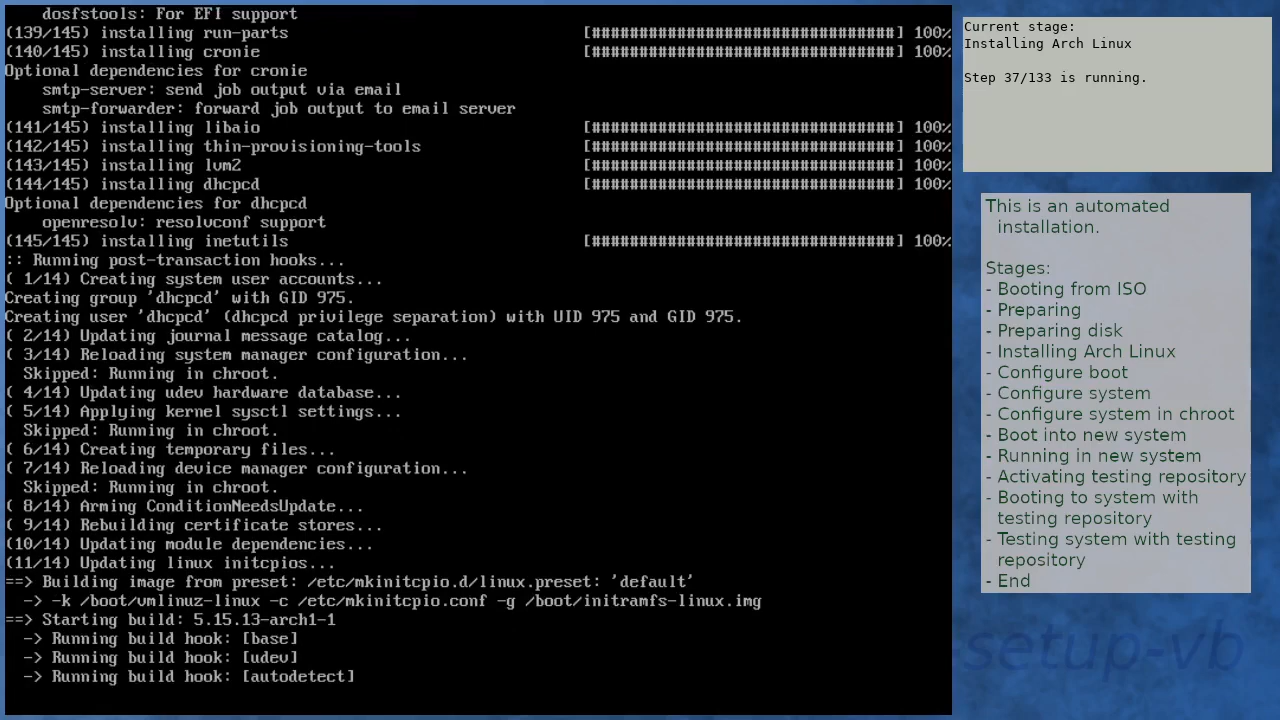 dosfstools: For EFI support
(139/145) installing run-parts [################################] 100%
(140/145) installing cronie [################################] 100%
Optional dependencies for cronie
    smtp-server: send job output via email
    smtp-forwarder: forward job output to email server
(141/145) installing libaio [################################] 100%
(142/145) installing thin-provisioning-tools [################################] 100%
(143/145) installing lvm2 [################################] 100%
(144/145) installing dhcpcd [################################] 100%
Optional dependencies for dhcpcd
    openresolv: resolvconf support
(145/145) installing inetutils [################################] 100%
:: Running post-transaction hooks...
( 1/14) Creating system user accounts...
Creating group 'dhcpcd' with GID 975.
Creating user 'dhcpcd' (dhcpcd privilege separation) with UID 975 and GID 975.
( 2/14) Updating journal message catalog...
( 3/14) Reloading system manager configuration...
  Skipped: Running in chroot.
( 4/14) Updating udev hardware database...
( 5/14) Applying kernel sysctl settings...
  Skipped: Running in chroot.
( 6/14) Creating temporary files...
( 7/14) Reloading device manager configuration...
  Skipped: Running in chroot.
( 8/14) Arming ConditionNeedsUpdate...
( 9/14) Rebuilding certificate stores...
(10/14) Updating module dependencies...
(11/14) Updating linux initcpios...
==> Building image from preset: /etc/mkinitcpio.d/linux.preset: 'default'
  -> -k /boot/vmlinuz-linux -c /etc/mkinitcpio.conf -g /boot/initramfs-linux.img
==> Starting build: 5.15.13-arch1-1
  -> Running build hook: [base]
  -> Running build hook: [udev]
  -> Running build hook: [autodetect]
Current stage:
Installing Arch Linux
Step 37/133 is running.
This is an automated
installation.
Stages:
- Booting from ISO
- Preparing
- Preparing disk
- Installing Arch Linux
- Configure boot
- Configure system
- Configure system in chroot
- Boot into new system
- Running in new system
- Activating testing repository
- Booting to system with
testing repository
- Testing system with testing
repository
- End
-setup-vb